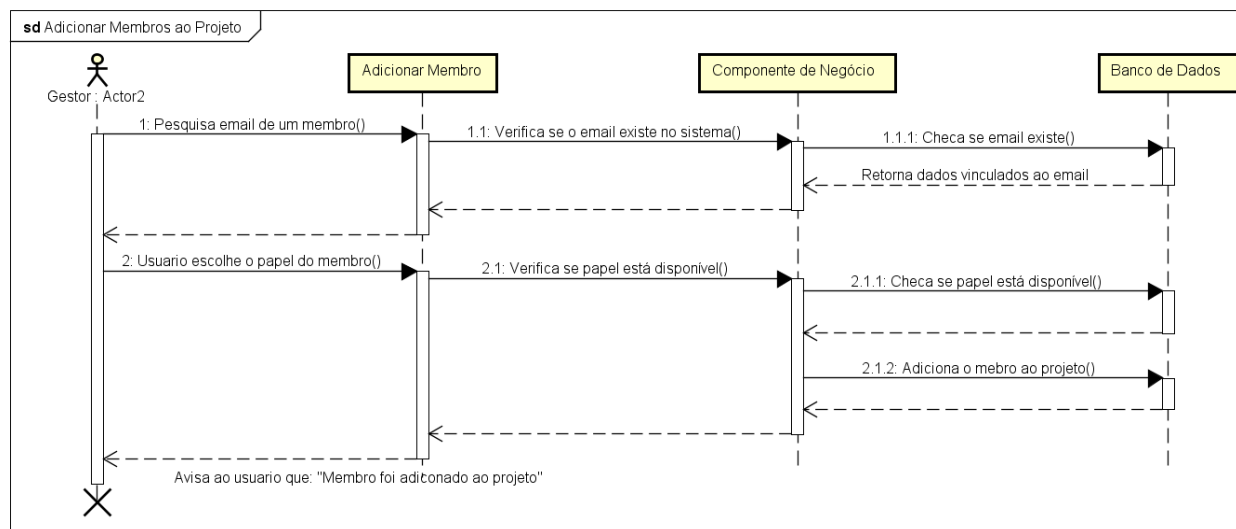 sd Adicionar Membros ao Projeto
Gestor : Actor2
Adicionar Membro
Componente de Negócio
Banco de Dados
1: Pesquisa email de um membro()
1.1: Verifica se o email existe no sistema()
1.1.1: Checa se email existe()
Retorna dados vinculados ao email
2: Usuario escolhe o papel do membro()
2.1: Verifica se papel está disponível()
2.1.1: Checa se papel está disponível()
2.1.2: Adiciona o mebro ao projeto()
Avisa ao usuario que: "Membro foi adiconado ao projeto"